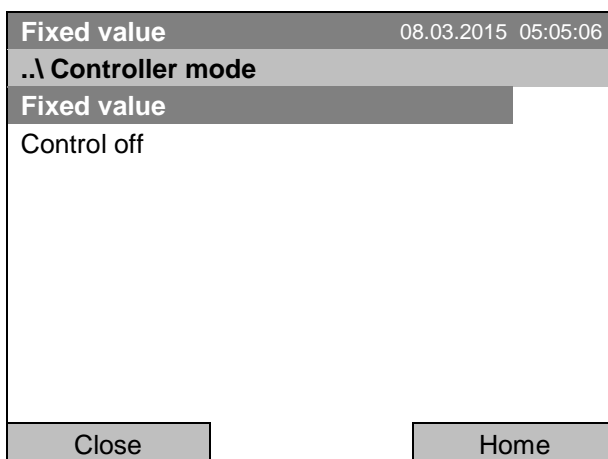 Fixed value 08.03.2015 05:05:06
..\ Controller mode
Fixed value
Control off
Close Home